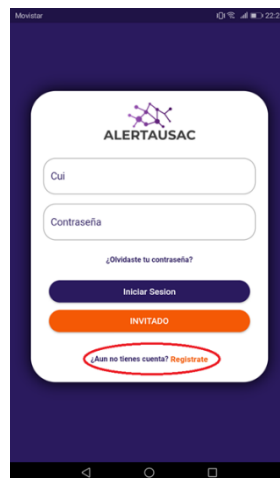 Movistar 22:2
ALERTAUSAC
Cui
Contraseña
¿Olvidaste tu contraseña?
Iniciar Sesion
INVITADO
¿Aun no tienes cuenta? Registrate